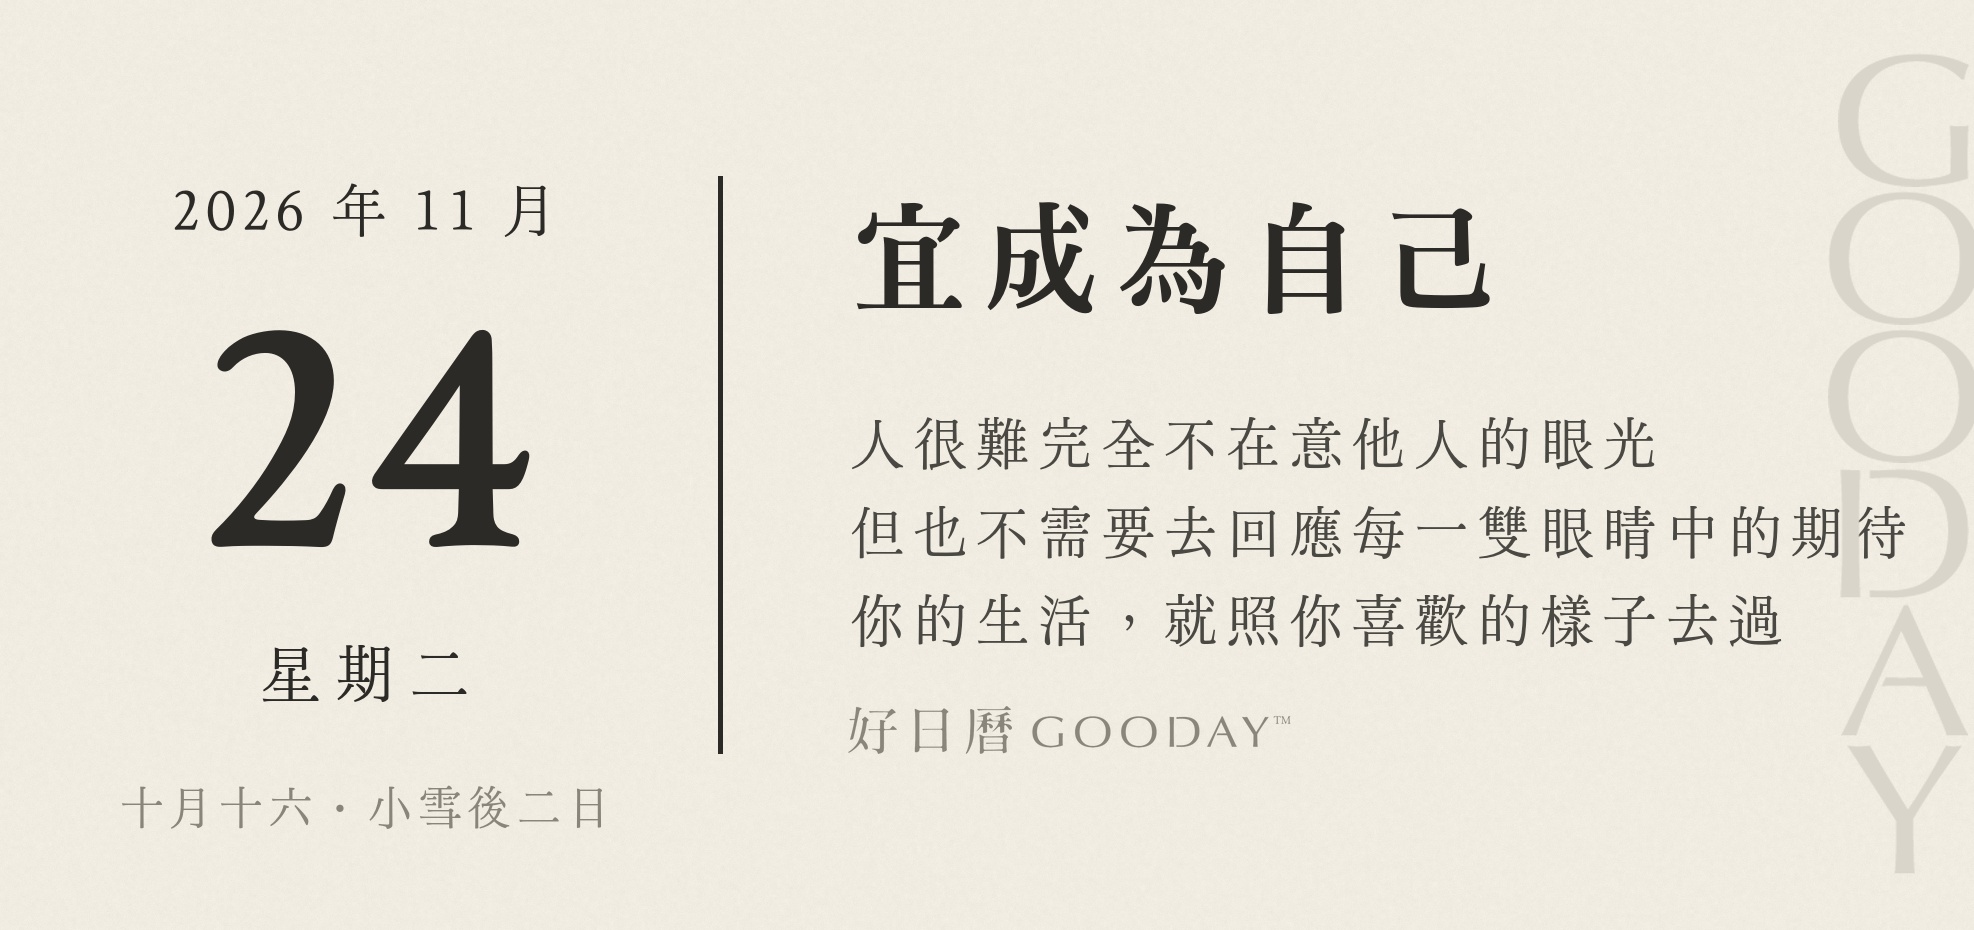 2026 年 11 月
24
星期二
十月十六・小雪後二日
宜成為自己
人很難完全不在意他人的眼光
但也不需要去回應每一雙眼睛中的期待
你的生活，就照你喜歡的樣子去過
好日曆 GOODAY™
GOODAY